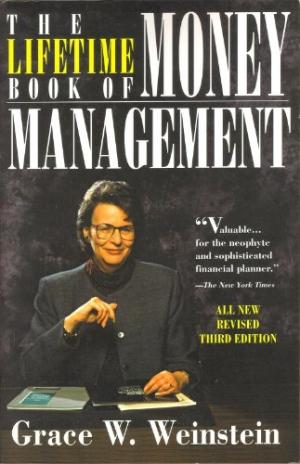 THE
LIFETIME
BOOK OF
MONEY
MANAGEMENT
"Valuable...
for the neophyte
and sophisticated
financial planner."
—The New York Times
ALL NEW
REVISED
THIRD EDITION
Grace W. Weinstein